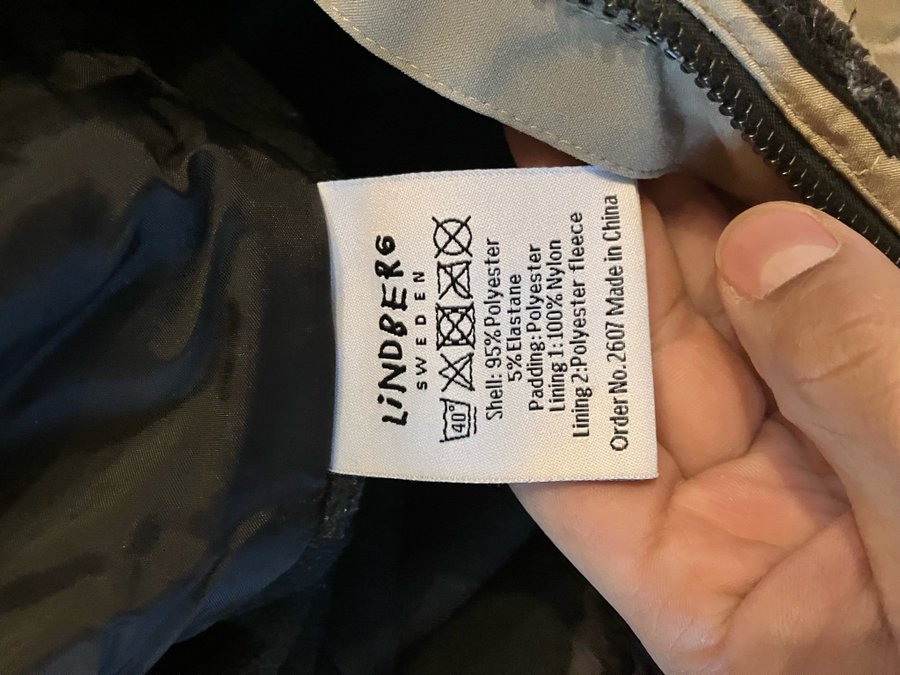 LiNDBERG
SWEDEN
40°
Shell: 95% Polyester
5% Elastane
Padding: Polyester
Lining 1:100% Nylon
Lining 2:Polyester fleece
Order No.2607 Made in China